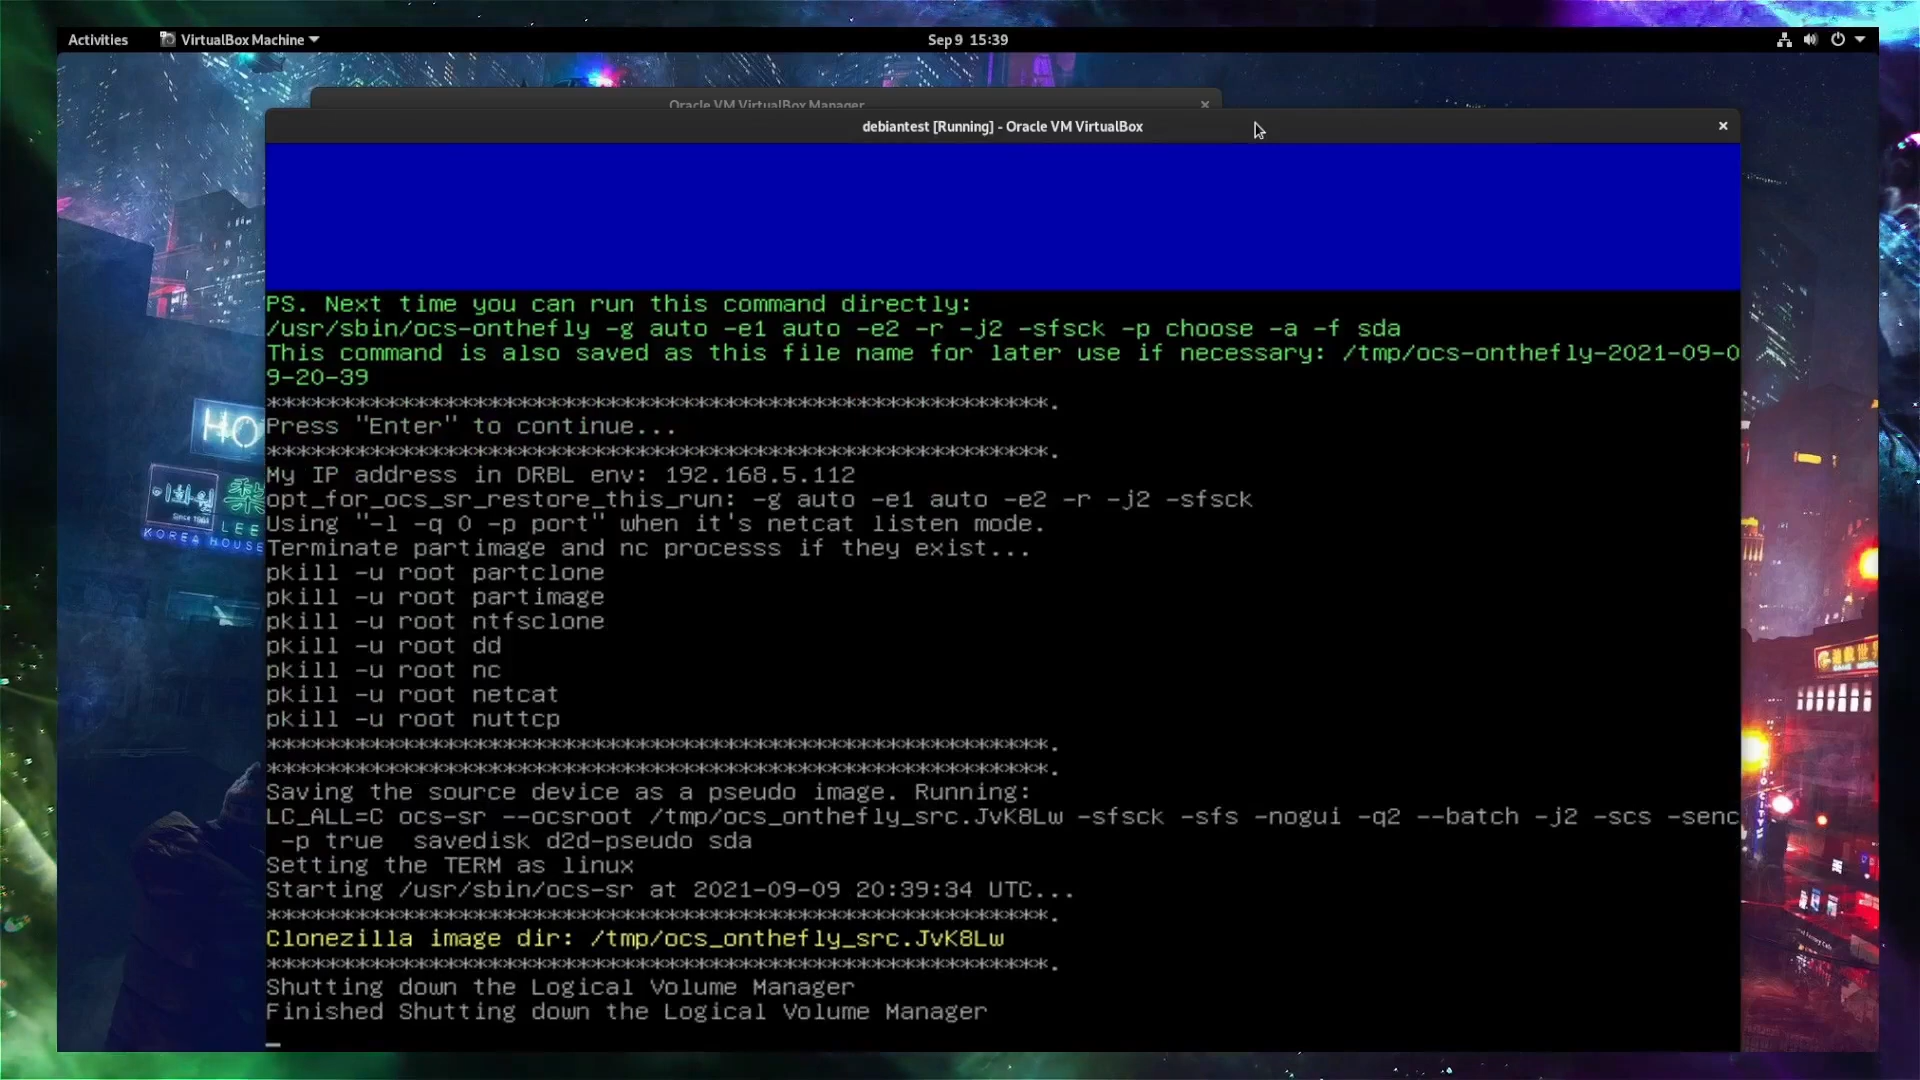 Activities
VirtualBox Machine
Sep 9 15:39
Oracle VM VirtualBox Manager
debiantest [Running] - Oracle VM VirtualBox
PS. Next time you can run this command directly:
/usr/sbin/ocs-onthefly -g auto -e1 auto -e2 -r -j2 -sfsck -p choose -a -f sda
This command is also saved as this file name for later use if necessary: /tmp/ocs-onthefly-2021-09-0
9-20-39
*****************************************************.
Press "Enter" to continue...
*****************************************************.
My IP address in DRBL env: 192.168.5.112
opt_for_ocs_sr_restore_this_run: -g auto -e1 auto -e2 -r -j2 -sfsck
Using "-l -q 0 -p port" when it's netcat listen mode.
Terminate partimage and nc processs if they exist...
pkill -u root partclone
pkill -u root partimage
pkill -u root ntfsclone
pkill -u root dd
pkill -u root nc
pkill -u root netcat
pkill -u root nuttcp
*****************************************************.
*****************************************************.
Saving the source device as a pseudo image. Running:
LC_ALL=C ocs-sr --ocsroot /tmp/ocs_onthefly_src.JvK8Lw -sfsck -sfs -nogui -q2 --batch -j2 -scs -senc
-p true  savedisk d2d-pseudo sda
Setting the TERM as linux
Starting /usr/sbin/ocs-sr at 2021-09-09 20:39:34 UTC...
*****************************************************.
Clonezilla image dir: /tmp/ocs_onthefly_src.JvK8Lw
*****************************************************.
Shutting down the Logical Volume Manager
Finished Shutting down the Logical Volume Manager
HO
이화원
Since 1984
LEE
KOREA HOUSE